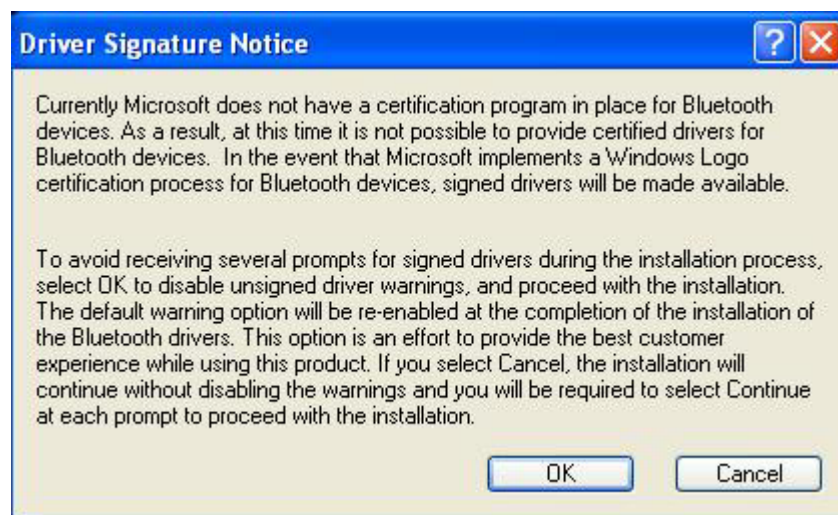 Driver Signature Notice
Currently Microsoft does not have a certification program in place for Bluetooth
devices. As a result, at this time it is not possible to provide certified drivers for
Bluetooth devices.  In the event that Microsoft implements a Windows Logo
certification process for Bluetooth devices, signed drivers will be made available.
To avoid receiving several prompts for signed drivers during the installation process,
select OK to disable unsigned driver warnings, and proceed with the installation.
The default warning option will be re-enabled at the completion of the installation of
the Bluetooth drivers. This option is an effort to provide the best customer
experience while using this product. If you select Cancel, the installation will
continue without disabling the warnings and you will be required to select Continue
at each prompt to proceed with the installation.
OK Cancel